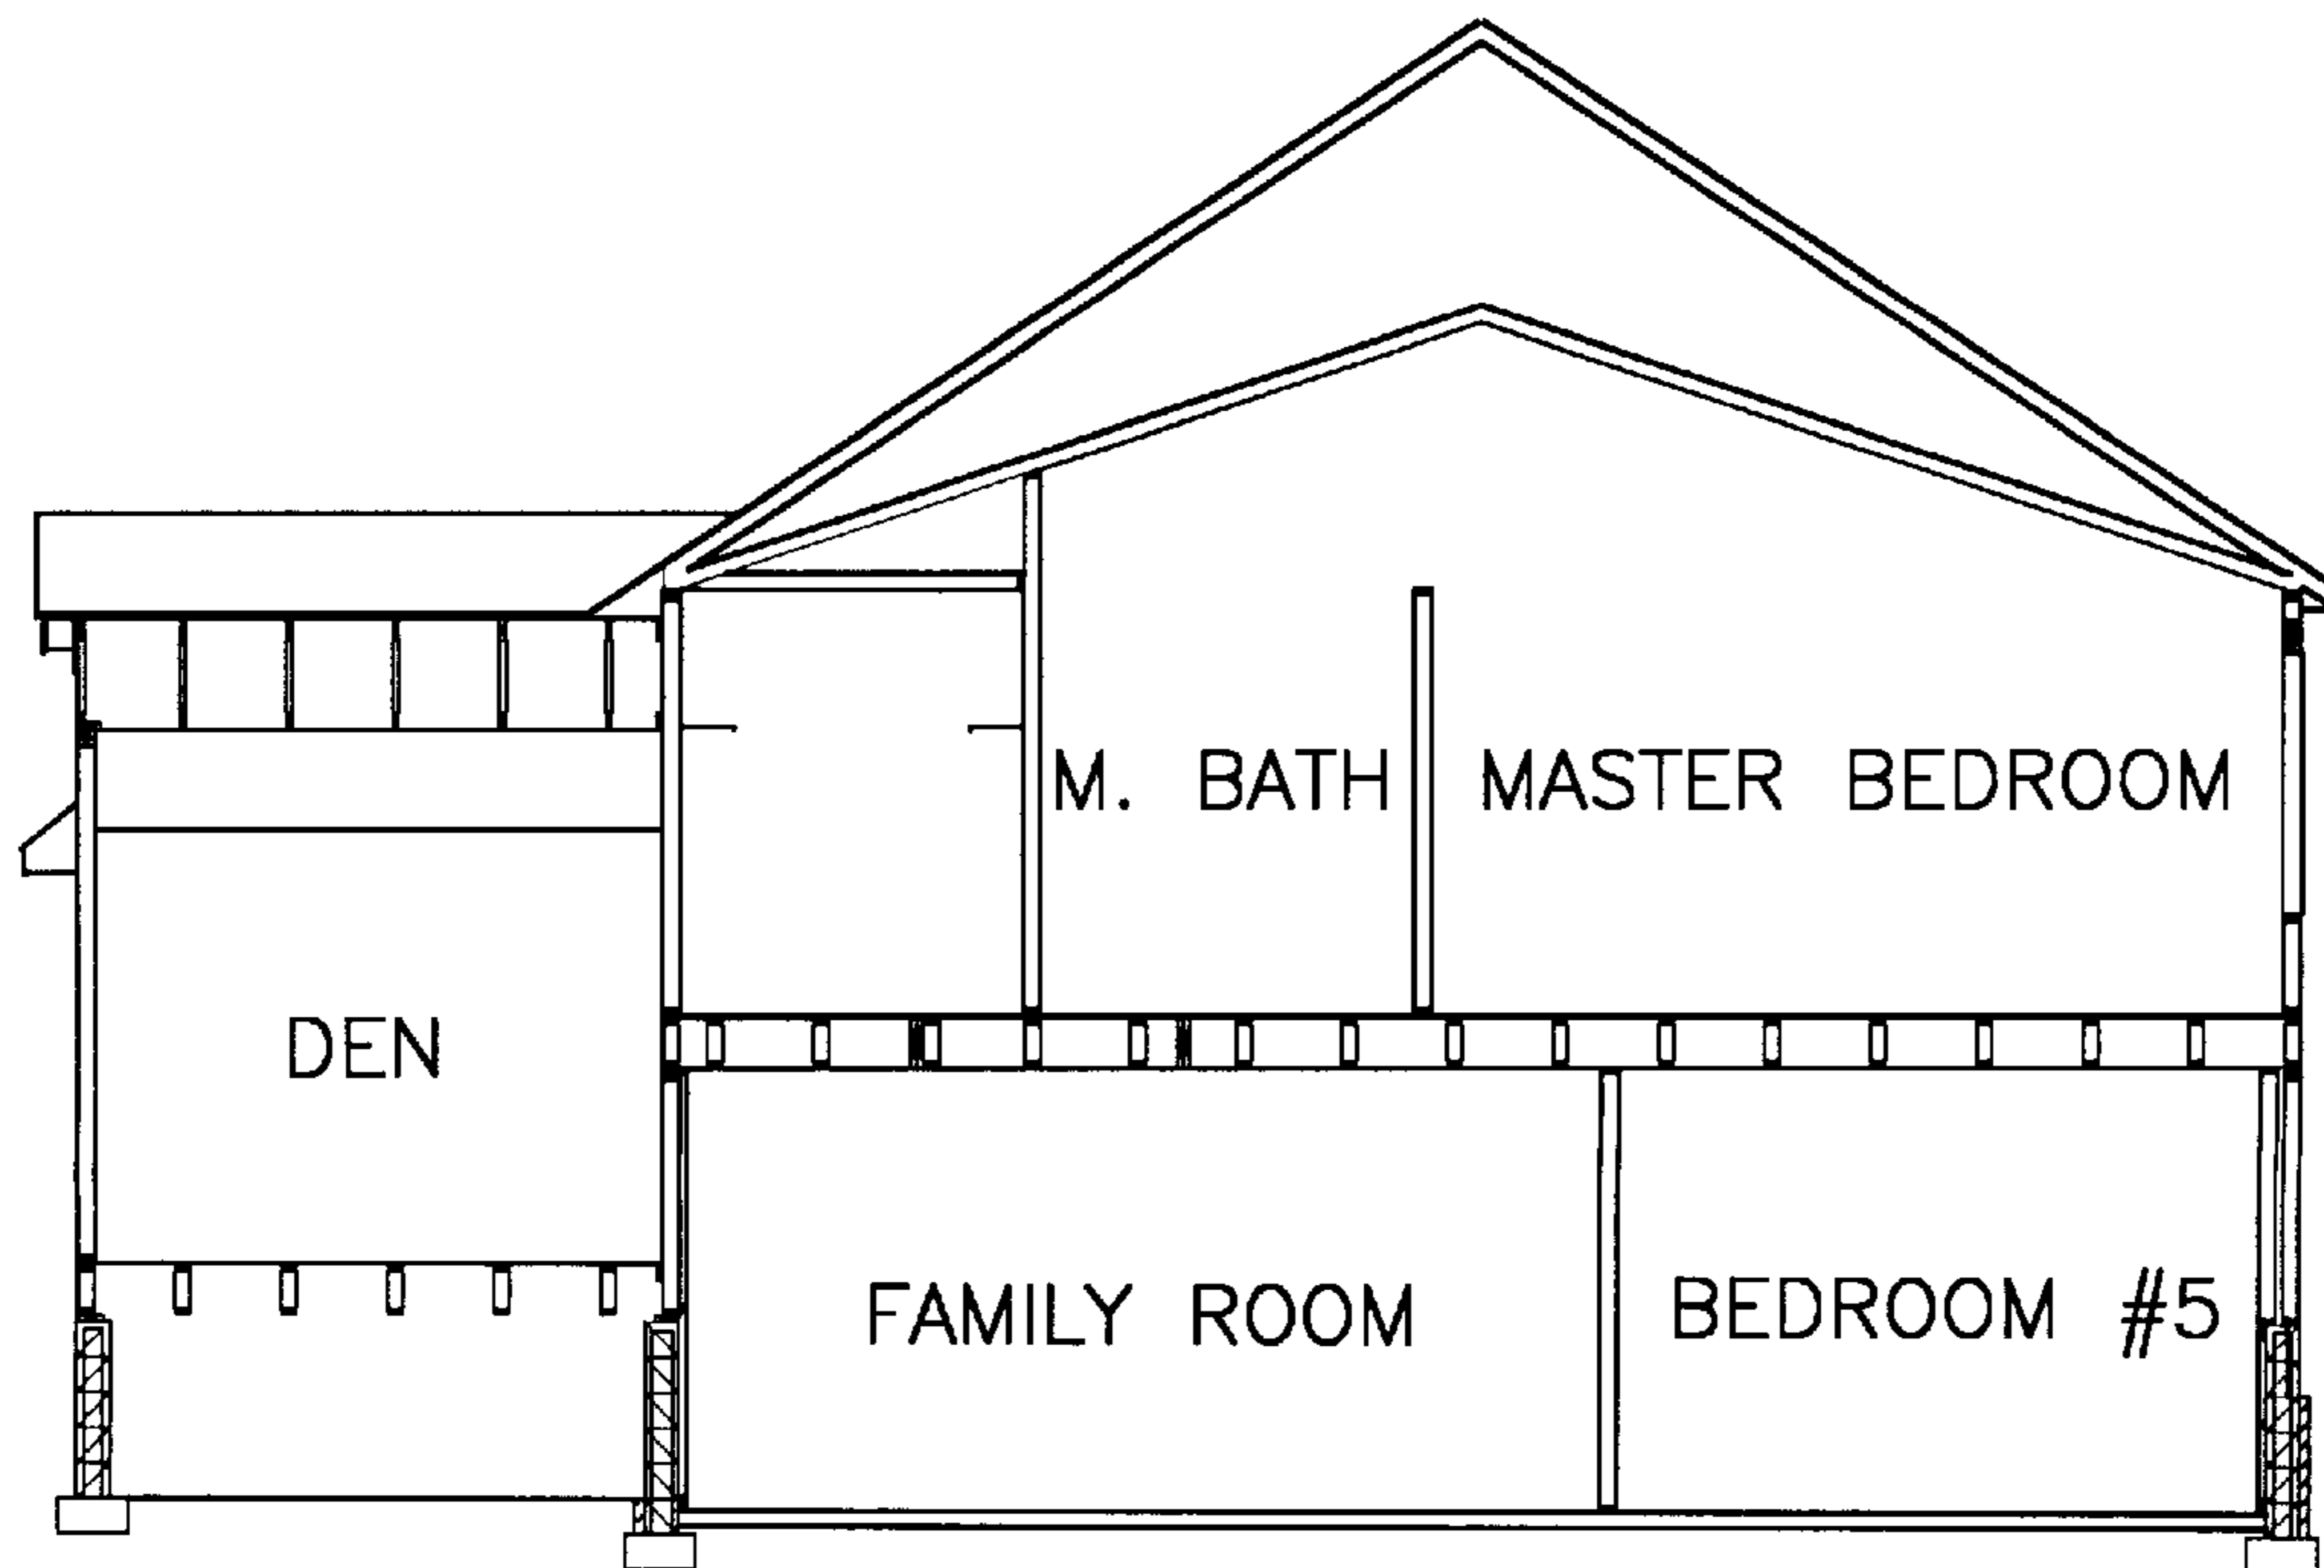 M. BATH
MASTER BEDROOM
DEN
FAMILY ROOM
BEDROOM #5